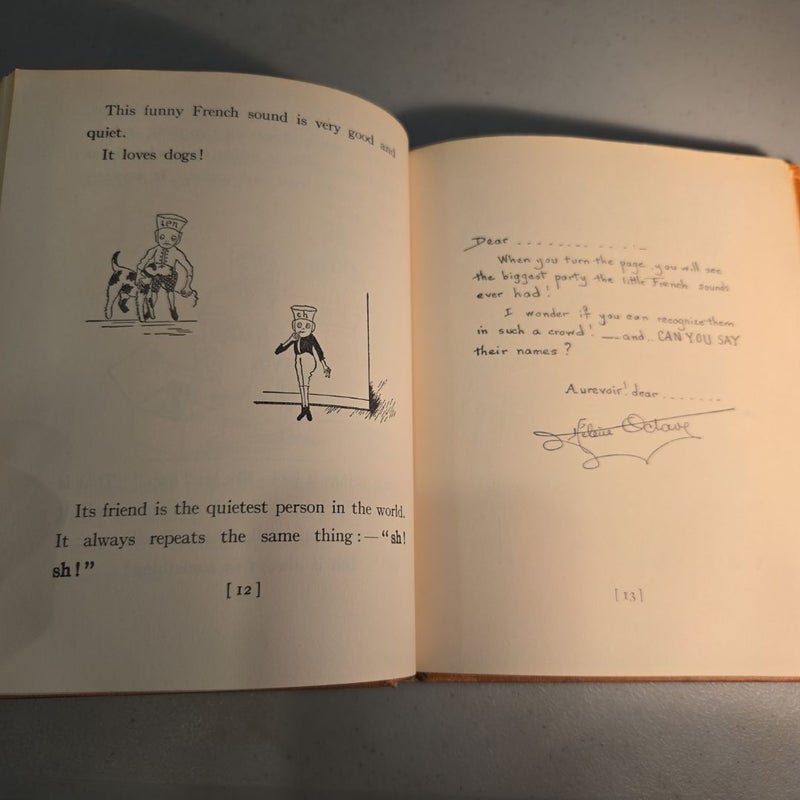 This funny French sound is very good and
quiet.
It loves dogs!
ien
ch
Its friend is the quietest person in the world.
It always repeats the same thing:—“sh!
sh!”
[12]
Dear ..........
When you turn the page you will see
the biggest party the little French sounds
ever had!
I wonder if you can recognize them
in such a crowd! — and.. CAN YOU SAY
their names?
Aurevoir! dear .......
Hélène Octave
[13]